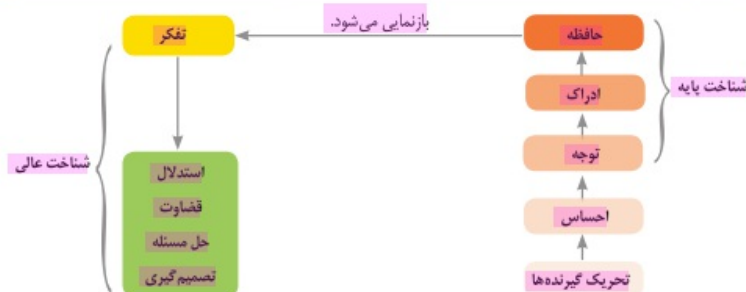 بازنمایی می‌شود.
حافظه
تفکر
شناخت پایه
ادراک
توجه
شناخت عالی
استدلال
قضاوت
احساس
حل مسئله
تصمیم‌گیری
تحریک گیرنده‌ها